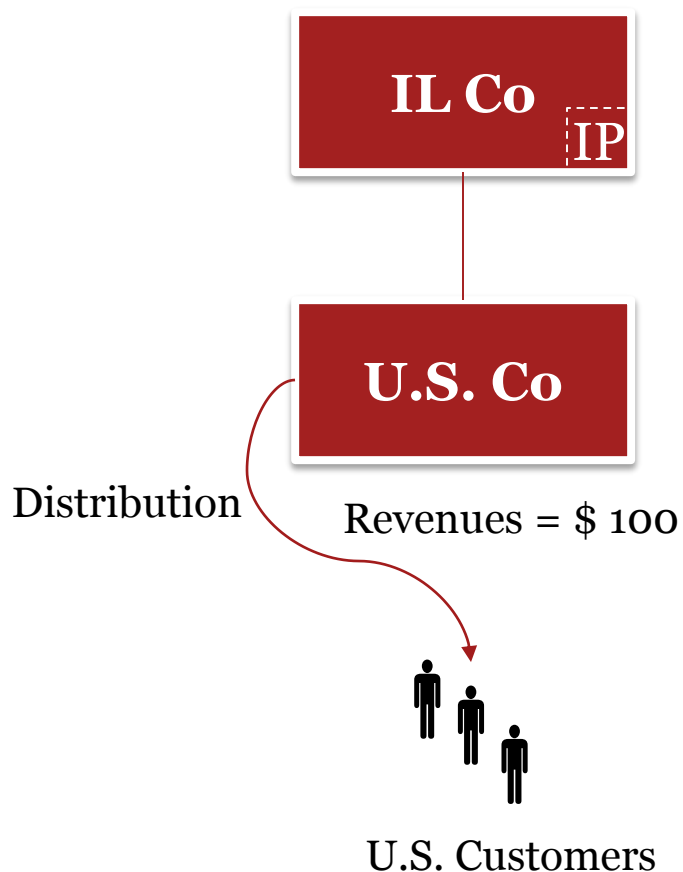 IL Co
IP
U.S. Co
Distribution
Revenues = $ 100
U.S. Customers